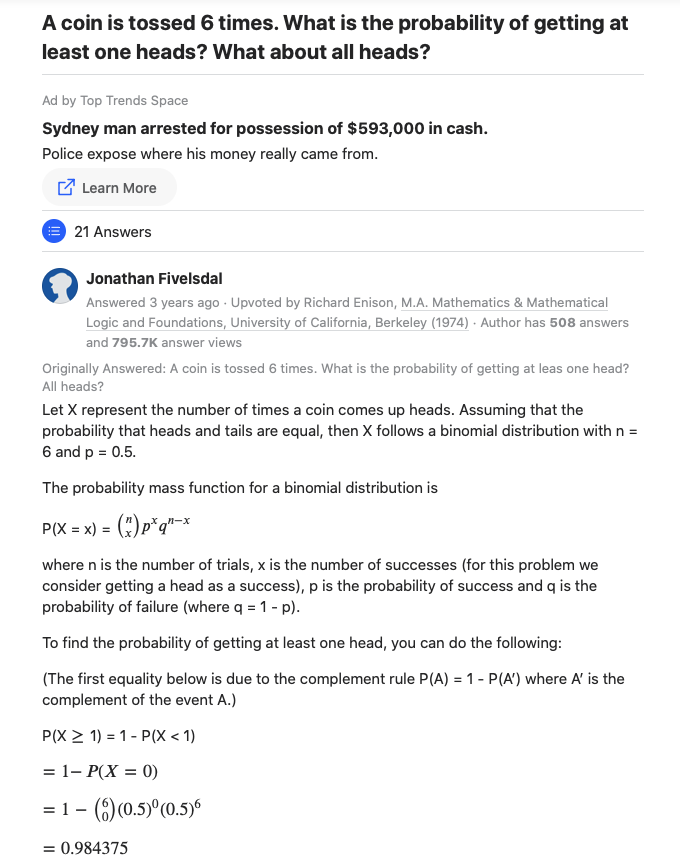 A coin is tossed 6 times. What is the probability of getting at
least one heads? What about all heads?
Ad by Top Trends Space
Sydney man arrested for possession of $593,000 in cash.
Police expose where his money really came from.
Learn More
21 Answers
Jonathan Fivelsdal
Answered 3 years ago · Upvoted by Richard Enison, M.A. Mathematics & Mathematical
Logic and Foundations, University of California, Berkeley (1974) · Author has 508 answers
and 795.7K answer views
Originally Answered: A coin is tossed 6 times. What is the probability of getting at leas one head?
All heads?
Let X represent the number of times a coin comes up heads. Assuming that the
probability that heads and tails are equal, then X follows a binomial distribution with n =
6 and p = 0.5.
The probability mass function for a binomial distribution is
P(X = x) = (n x) pˣqⁿ⁻ˣ
where n is the number of trials, x is the number of successes (for this problem we
consider getting a head as a success), p is the probability of success and q is the
probability of failure (where q = 1 - p).
To find the probability of getting at least one head, you can do the following:
(The first equality below is due to the complement rule P(A) = 1 - P(A′) where A′ is the
complement of the event A.)
P(X ≥ 1) = 1 - P(X < 1)
= 1− P(X = 0)
= 1 − (6 0)(0.5)⁰(0.5)⁶
= 0.984375